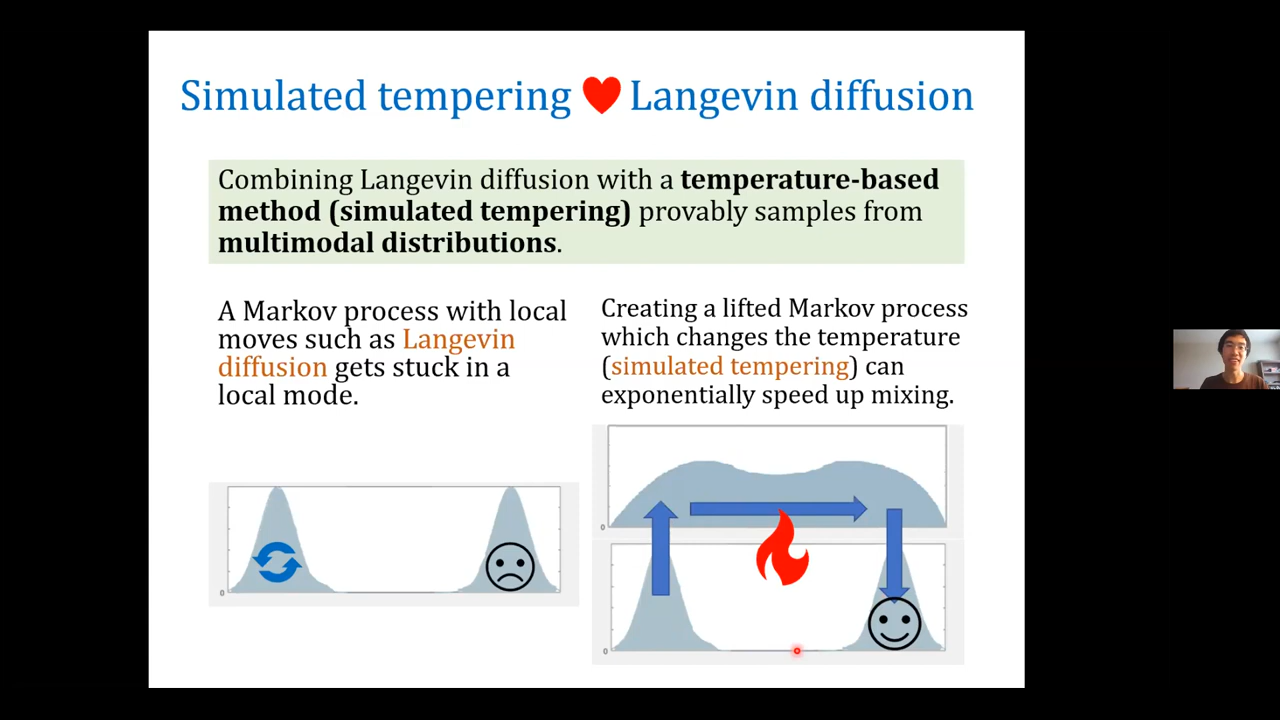 Simulated tempering Langevin diffusion
Combining Langevin diffusion with a temperature-based
method (simulated tempering) provably samples from
multimodal distributions.
A Markov process with local
moves such as Langevin
diffusion gets stuck in a
local mode.
Creating a lifted Markov process
which changes the temperature
(simulated tempering) can
exponentially speed up mixing.
0
0
0